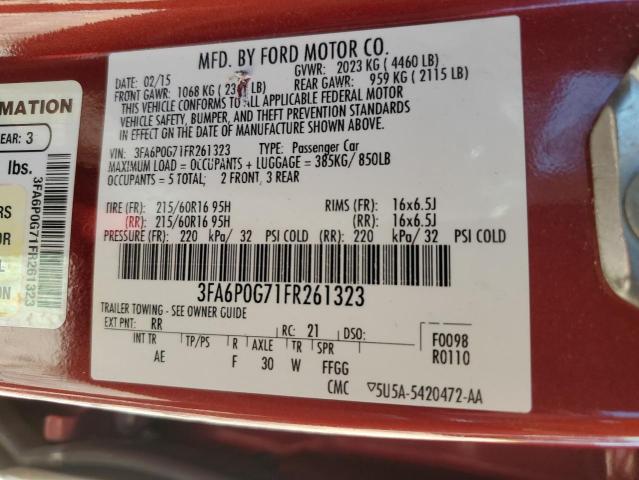 MFD. BY FORD MOTOR CO.
DATE: 02/15
GVWR: 2023 KG (4460 LB)
FRONT GAWR: 1068 KG ( LB)
REAR GAWR: 959 KG (2115 LB)
THIS VEHICLE CONFORMS TO ALL APPLICABLE FEDERAL MOTOR
VEHICLE SAFETY, BUMPER, AND THEFT PREVENTION STANDARDS
IN EFFECT ON THE DATE OF MANUFACTURE SHOWN ABOVE.
VIN: 3FA6P0G71FR261323 TYPE: Passenger Car
MAXIMUM LOAD = OCCUPANTS + LUGGAGE = 385KG/ 850LB
OCCUPANTS = 5 TOTAL; 2 FRONT, 3 REAR
TIRE (FR): 215/60R16 95H RIMS (FR): 16x6.5J
(RR): 215/60R16 95H (RR): 16x6.5J
PRESSURE (FR): 220 kPa/ 32 PSI COLD (RR): 220 kPa/ 32 PSI COLD
3FA6P0G71FR261323
TRAILER TOWING - SEE OWNER GUIDE
EXT PNT: RR RC: 21 DSO:
F0098
R0110
INT TR TP/PS R AXLE TR SPR
AE F 30 W FFGG
CMC ▽5U5A-5420472-AA
RMATION
EAR: 3
lbs.
3FA6P0G71FR261323